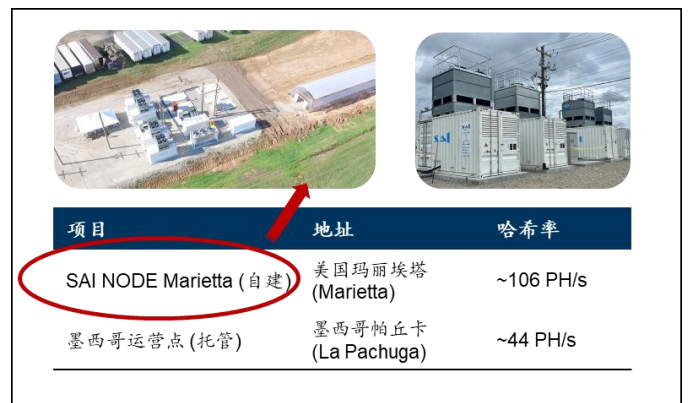 SAI
项目 地址 哈希率
SAI NODE Marietta (自建) 美国玛丽埃塔 (Marietta) ~106 PH/s
墨西哥运营点 (托管) 墨西哥帕丘卡 (La Pachuga) ~44 PH/s